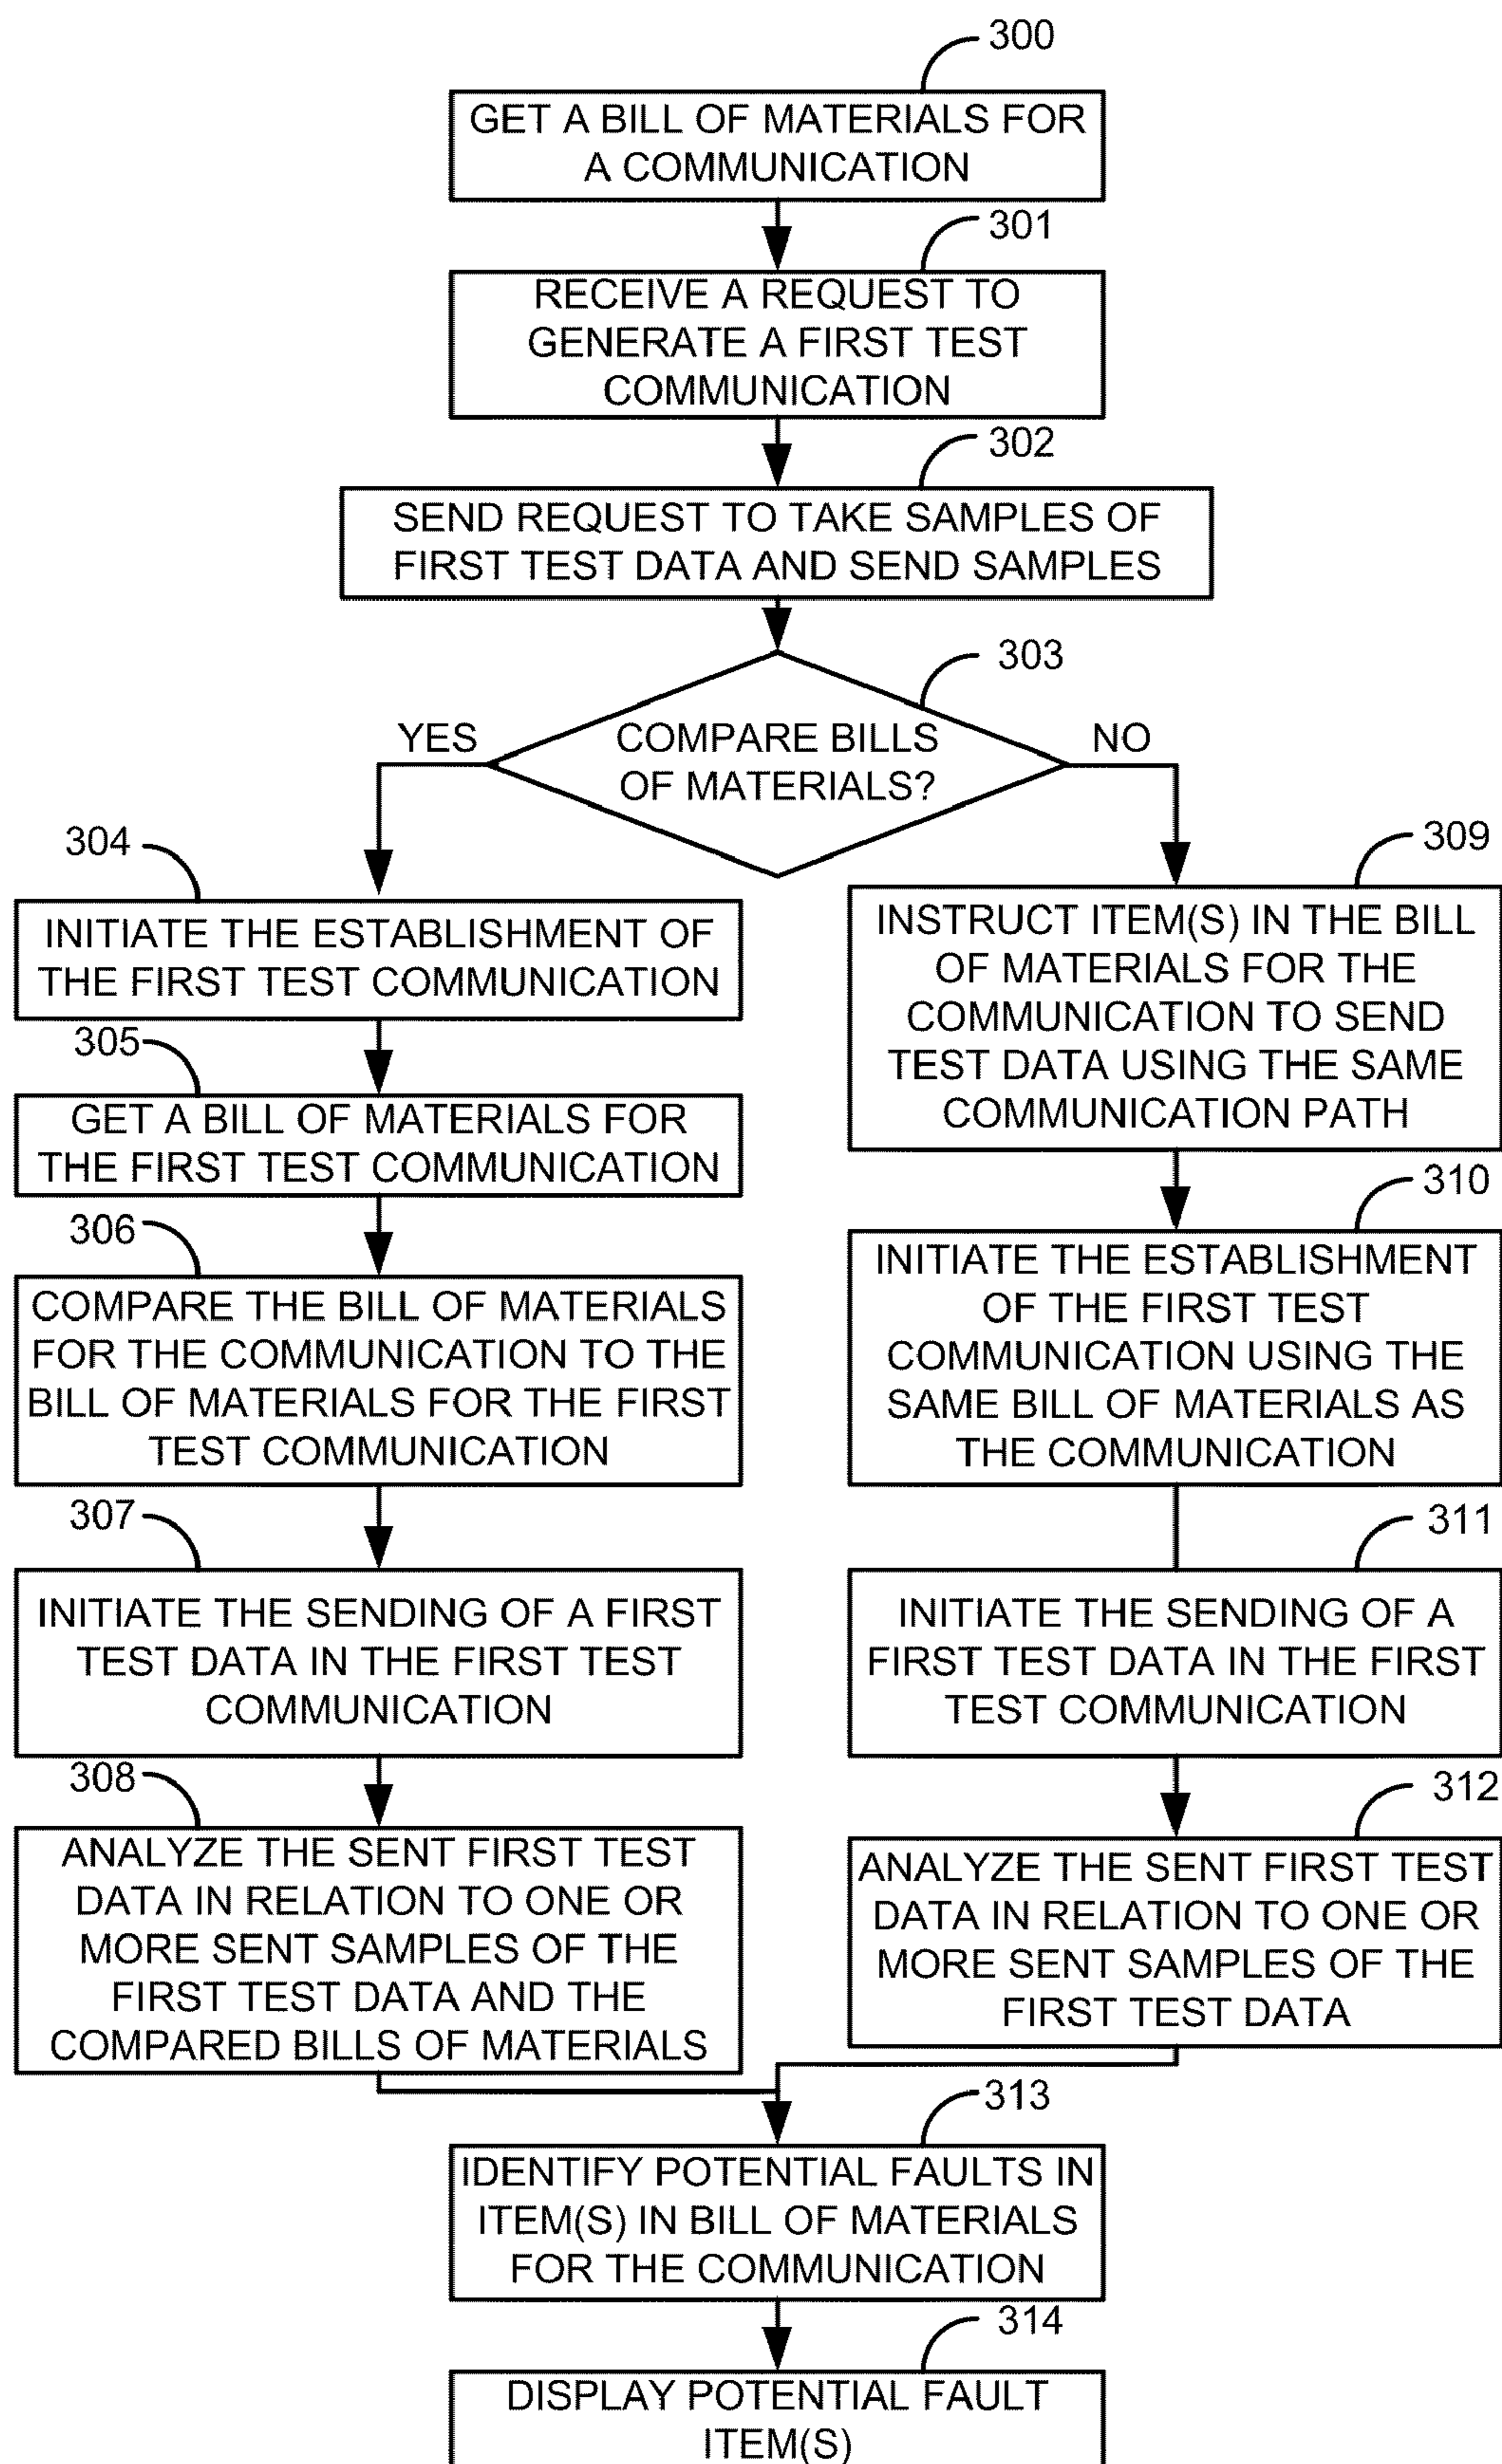 300
GET A BILL OF MATERIALS FOR
A COMMUNICATION
301
RECEIVE A REQUEST TO
GENERATE A FIRST TEST
COMMUNICATION
302
SEND REQUEST TO TAKE SAMPLES OF
FIRST TEST DATA AND SEND SAMPLES
303
COMPARE BILLS
OF MATERIALS?
YES
NO
304
INITIATE THE ESTABLISHMENT OF
THE FIRST TEST COMMUNICATION
305
GET A BILL OF MATERIALS FOR
THE FIRST TEST COMMUNICATION
306
COMPARE THE BILL OF MATERIALS
FOR THE COMMUNICATION TO THE
BILL OF MATERIALS FOR THE FIRST
TEST COMMUNICATION
307
INITIATE THE SENDING OF A FIRST
TEST DATA IN THE FIRST TEST
COMMUNICATION
308
ANALYZE THE SENT FIRST TEST
DATA IN RELATION TO ONE OR
MORE SENT SAMPLES OF THE
FIRST TEST DATA AND THE
COMPARED BILLS OF MATERIALS
309
INSTRUCT ITEM(S) IN THE BILL
OF MATERIALS FOR THE
COMMUNICATION TO SEND
TEST DATA USING THE SAME
COMMUNICATION PATH
310
INITIATE THE ESTABLISHMENT
OF THE FIRST TEST
COMMUNICATION USING THE
SAME BILL OF MATERIALS AS
THE COMMUNICATION
311
INITIATE THE SENDING OF A
FIRST TEST DATA IN THE FIRST
TEST COMMUNICATION
312
ANALYZE THE SENT FIRST TEST
DATA IN RELATION TO ONE OR
MORE SENT SAMPLES OF THE
FIRST TEST DATA
313
IDENTIFY POTENTIAL FAULTS IN
ITEM(S) IN BILL OF MATERIALS
FOR THE COMMUNICATION
314
DISPLAY POTENTIAL FAULT
ITEM(S)